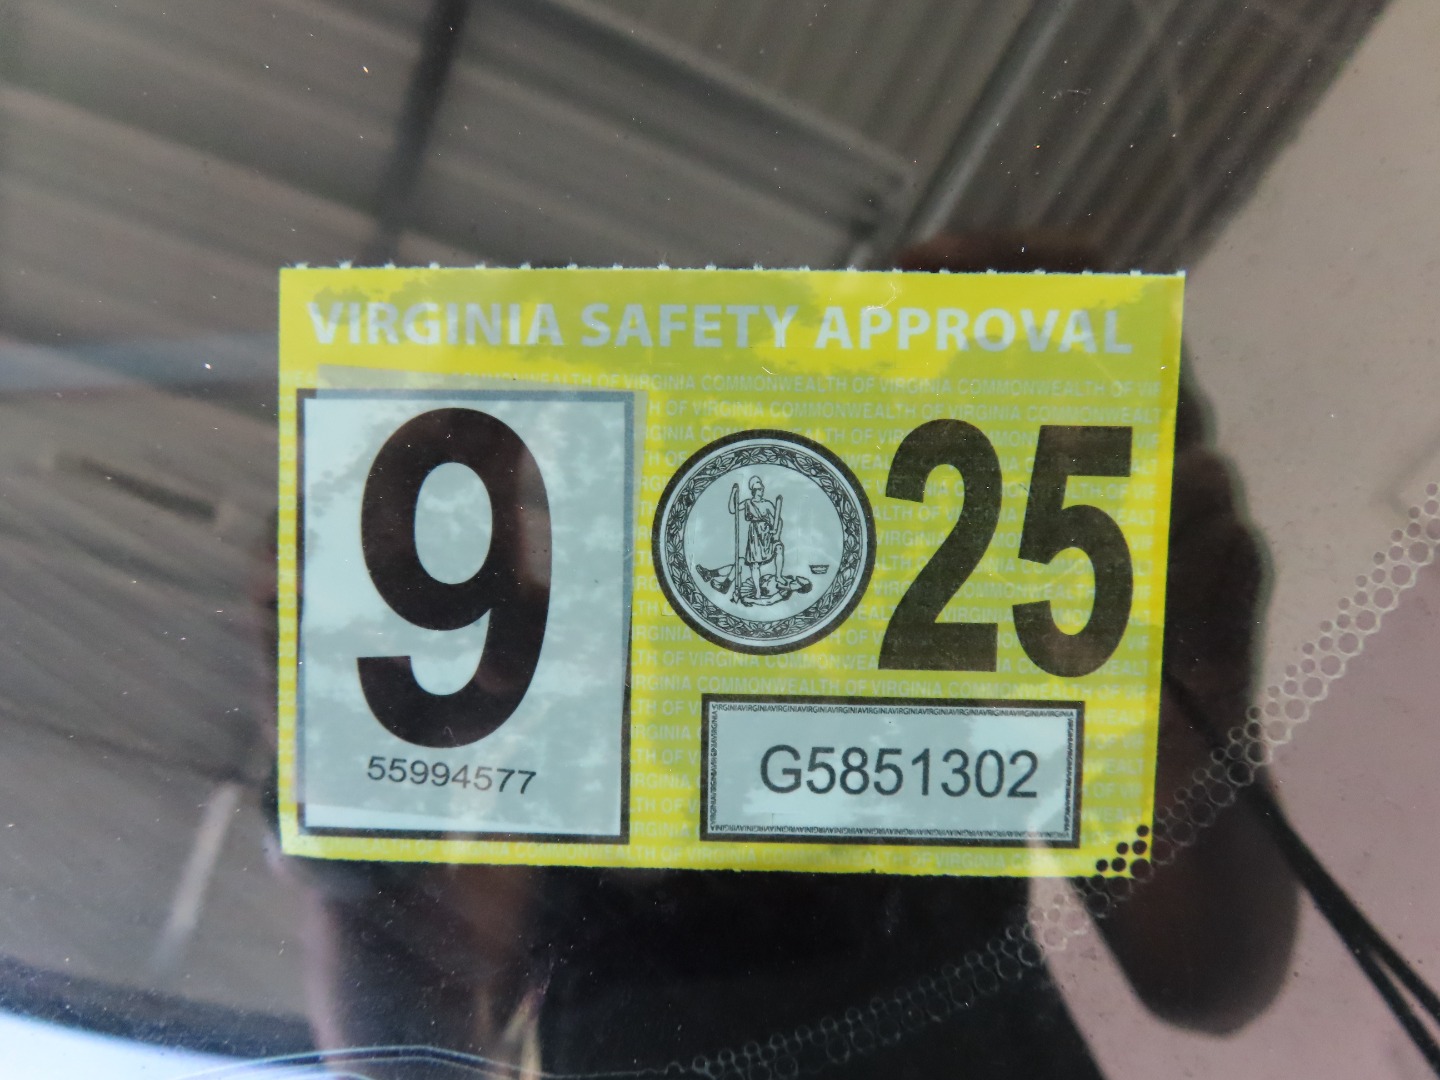 VIRGINIA SAFETY APPROVAL
9
25
55994577
G5851302